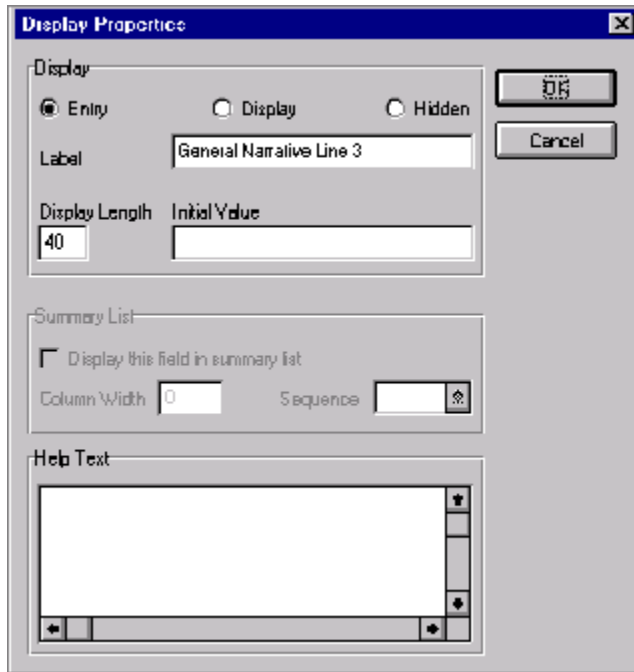 Display Properties
Display
Entry Display Hidden
Label General Narrative Line 3
Display Length Initial Value
40
OK
Cancel
Summary List
Display this field in summary list
Column Width 0 Sequence
Help Text